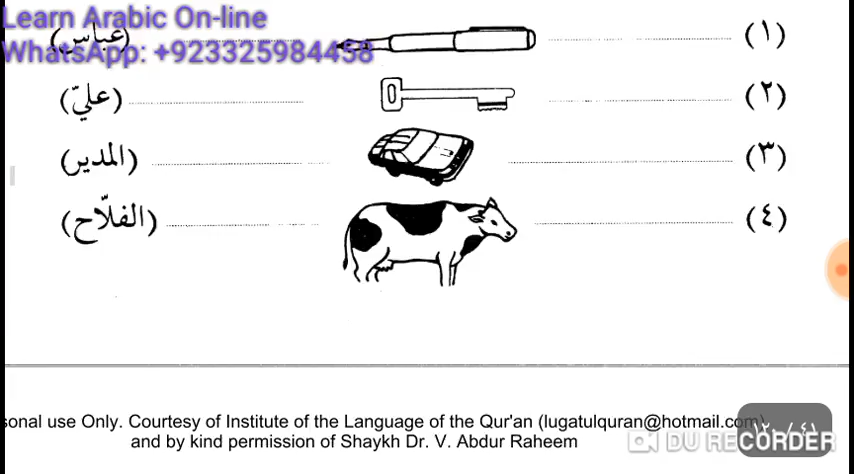 Learn Arabic On-line
WhatsApp: +923325984458
(١) .......... (عباس)
(٢) .......... (عليّ)
(٣) .......... (المدير)
(٤) .......... (الفلّاح)
sonal use Only. Courtesy of Institute of the Language of the Qur'an (lugatulquran@hotmail.com)
and by kind permission of Shaykh Dr. V. Abdur Raheem
DU RECORDER